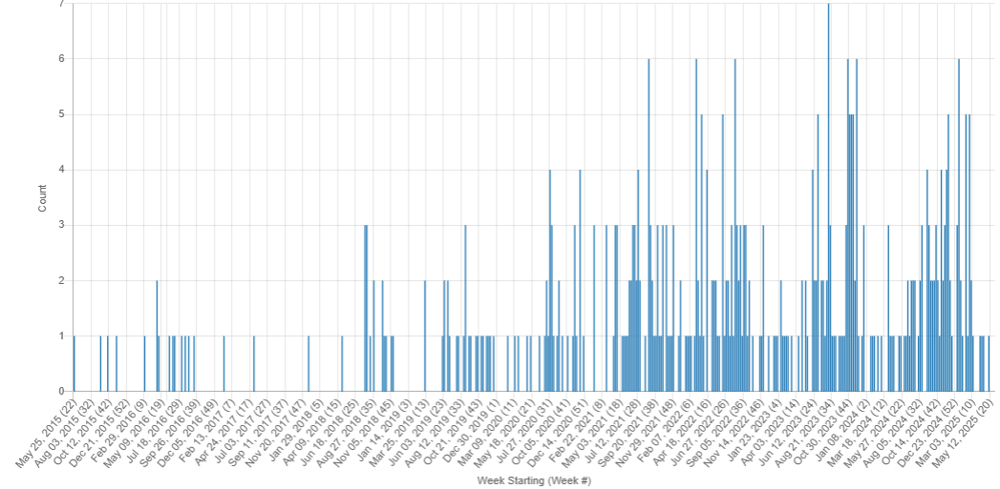 7
6
5
4
3
2
1
0
Count
May 25, 2015 (22)
Aug 03, 2015 (32)
Oct 12, 2015 (42)
Dec 21, 2015 (52)
Feb 29, 2016 (9)
May 09, 2016 (19)
Jul 18, 2016 (29)
Sep 26, 2016 (39)
Dec 05, 2016 (49)
Feb 13, 2017 (7)
Apr 24, 2017 (17)
Jul 03, 2017 (27)
Sep 11, 2017 (37)
Nov 20, 2017 (47)
Jan 29, 2018 (5)
Apr 09, 2018 (15)
Jun 18, 2018 (25)
Aug 27, 2018 (35)
Nov 05, 2018 (45)
Jan 14, 2019 (3)
Mar 25, 2019 (13)
Jun 03, 2019 (23)
Aug 12, 2019 (33)
Oct 21, 2019 (43)
Dec 30, 2019 (1)
Mar 09, 2020 (11)
May 18, 2020 (21)
Jul 27, 2020 (31)
Oct 05, 2020 (41)
Dec 14, 2020 (51)
Feb 22, 2021 (8)
May 03, 2021 (18)
Jul 12, 2021 (28)
Sep 20, 2021 (38)
Nov 29, 2021 (48)
Feb 07, 2022 (6)
Apr 18, 2022 (16)
Jun 27, 2022 (26)
Sep 05, 2022 (36)
Nov 14, 2022 (46)
Jan 23, 2023 (4)
Apr 03, 2023 (14)
Jun 12, 2023 (24)
Aug 21, 2023 (34)
Oct 30, 2023 (44)
Jan 08, 2024 (2)
Mar 18, 2024 (12)
May 27, 2024 (22)
Aug 05, 2024 (32)
Oct 14, 2024 (42)
Dec 23, 2024 (52)
Mar 03, 2025 (10)
May 12, 2025 (20)
Week Starting (Week #)